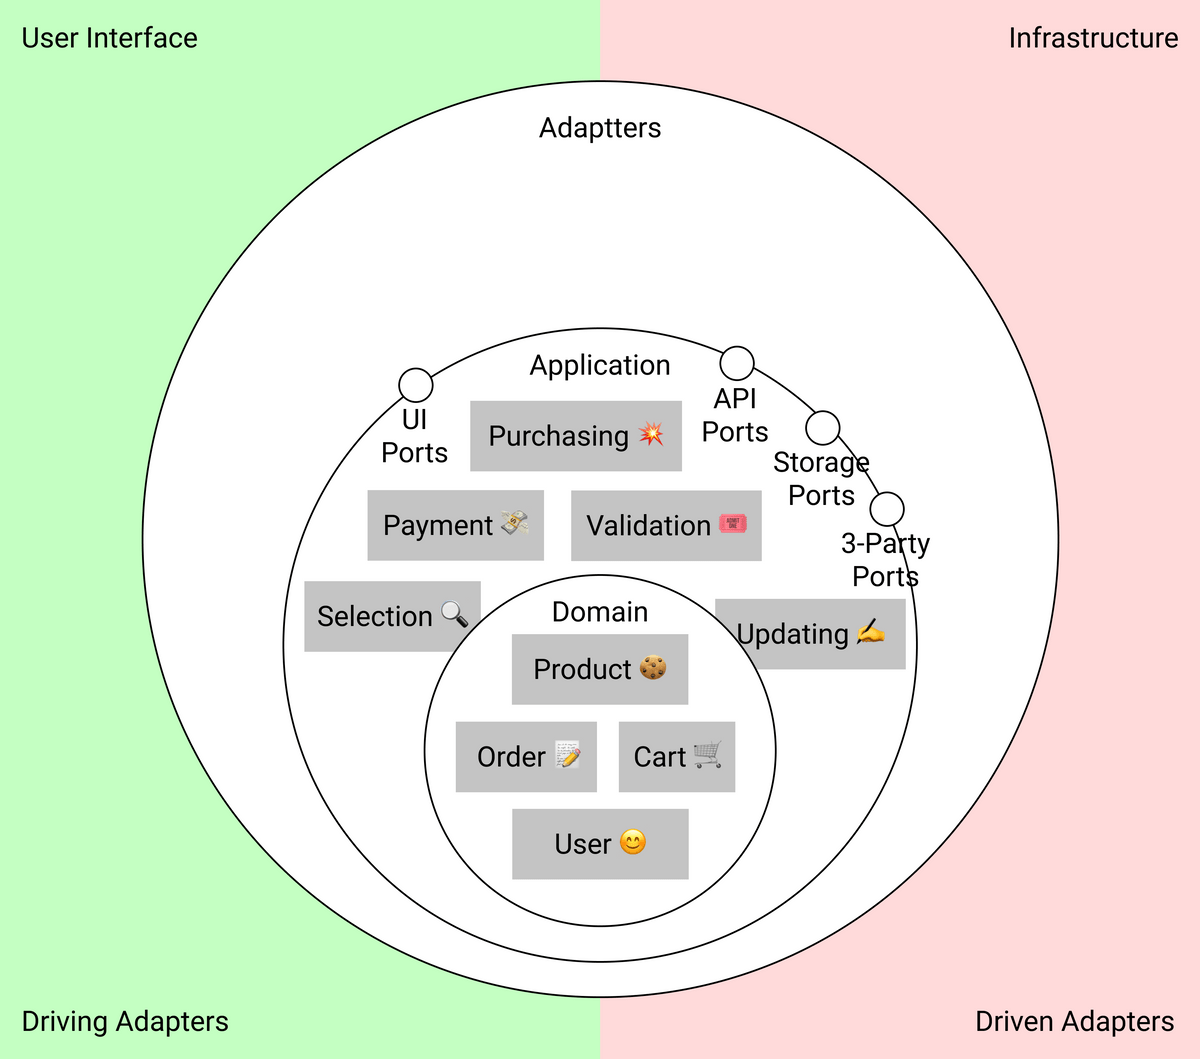 User Interface
Infrastructure
Adaptters
Application
UI
Ports
API
Ports
Purchasing
Storage
Ports
Payment
Validation
3-Party
Ports
Selection
Updating
Domain
Product
Order
Cart
User
Driving Adapters
Driven Adapters